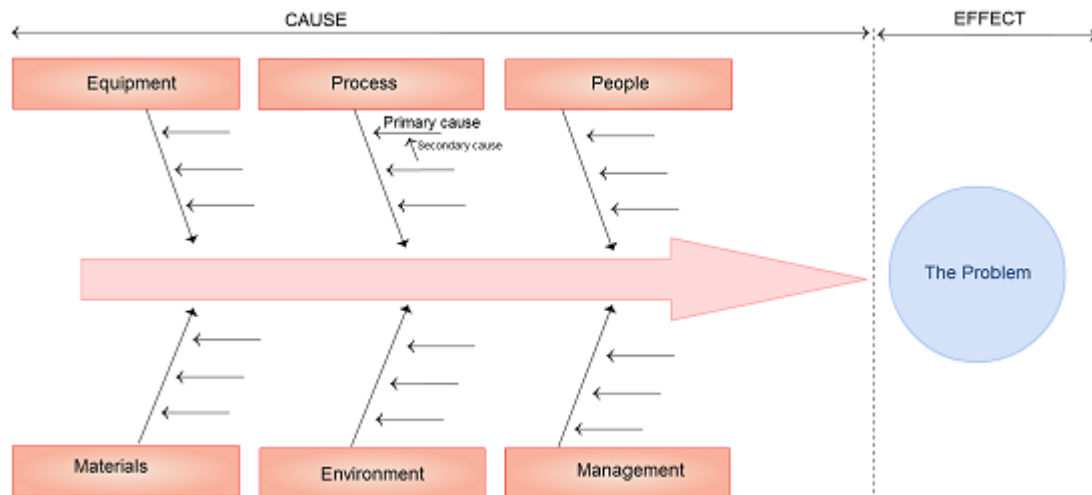 CAUSE
EFFECT
Equipment
Process
People
Primary cause
Secondary cause
The Problem
Materials
Environment
Management